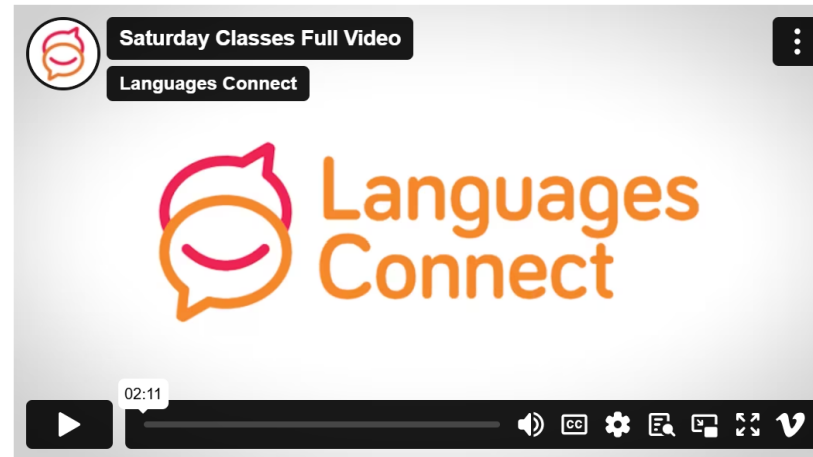 Saturday Classes Full Video
Languages Connect
Languages
Connect
02:11
CC